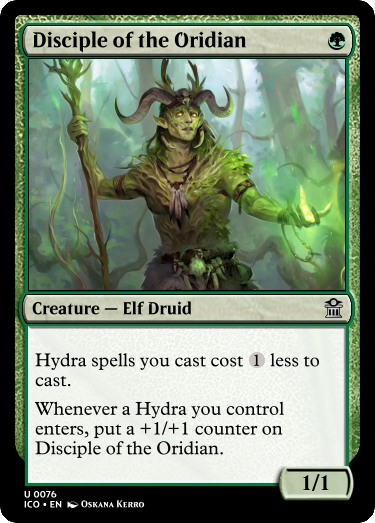 Disciple of the Oridian
Creature — Elf Druid
Hydra spells you cast cost 1 less to
cast.
Whenever a Hydra you control
enters, put a +1/+1 counter on
Disciple of the Oridian.
1/1
U 0076
ICO • EN Oskana Kerro